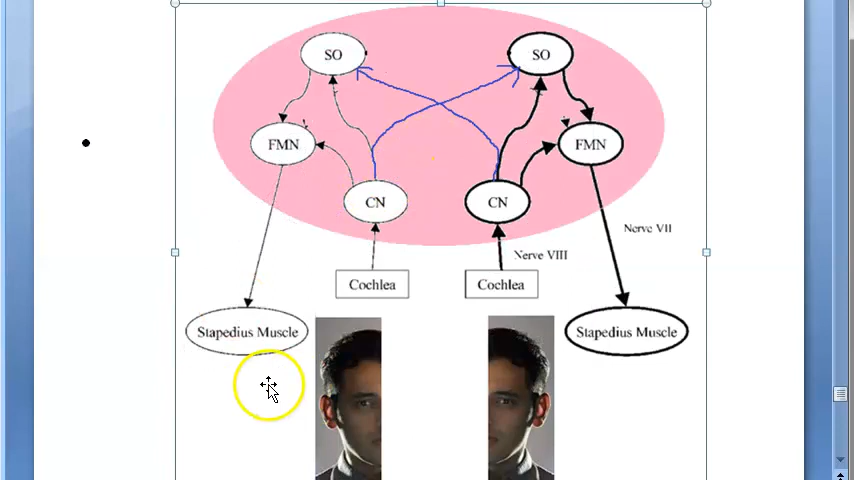 SO SO
FMN FMN
CN CN
Nerve VII
Nerve VIII
Cochlea Cochlea
Stapedius Muscle Stapedius Muscle